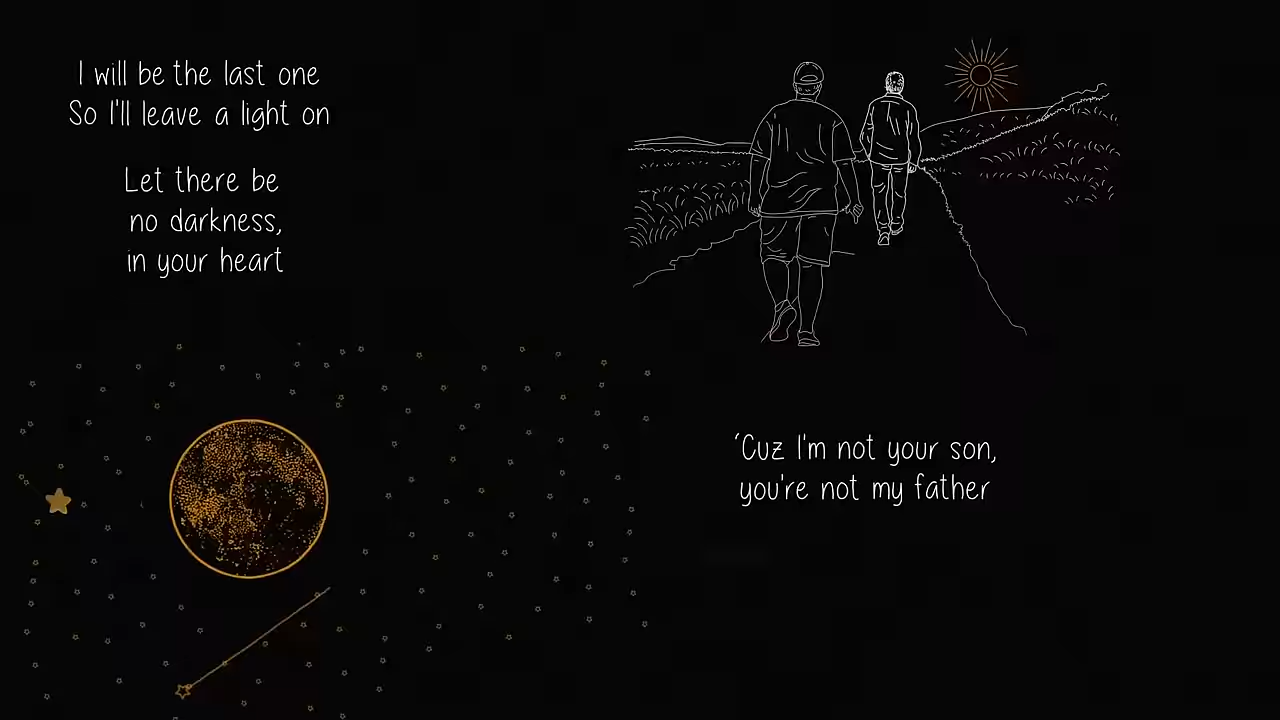 I will be the last one
So I'll leave a light on
Let there be
no darkness,
in your heart
'Cuz I'm not your son,
you're not my father